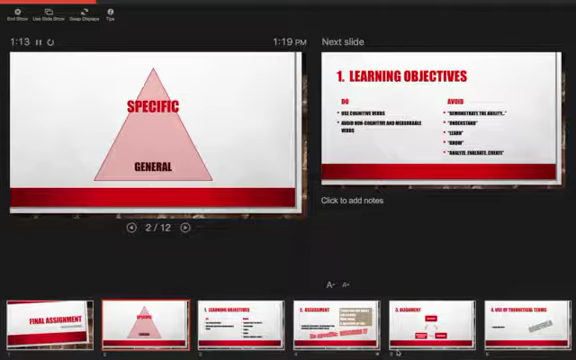 End Show
Use Slide Show
Swap Displays
Tips
1:13
1:19 PM
SPECIFIC
GENERAL
2 / 12
Next slide
1. LEARNING OBJECTIVES
DO
USE COGNITIVE VERBS
AVOID NON-COGNITIVE AND MEASURABLE
VERBS
AVOID
"DEMONSTRATE THE ABILITY..."
"UNDERSTAND"
"LEARN"
"KNOW"
"ANALYZE, EVALUATE, CREATE"
Click to add notes
FINAL ASSIGNMENT
SPECIFIC
1. LEARNING OBJECTIVES
2. ASSIGNMENT
3. ASSIGNMENT
4. USE OF THEORETICAL TERMS